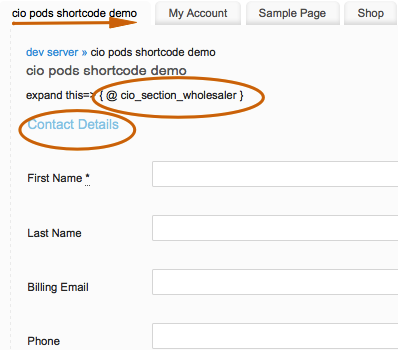 cio pods shortcode demo
My Account
Sample Page
Shop
dev server » cio pods shortcode demo
cio pods shortcode demo
expand this=> { @ cio_section_wholesaler }
Contact Details
First Name *
Last Name
Billing Email
Phone